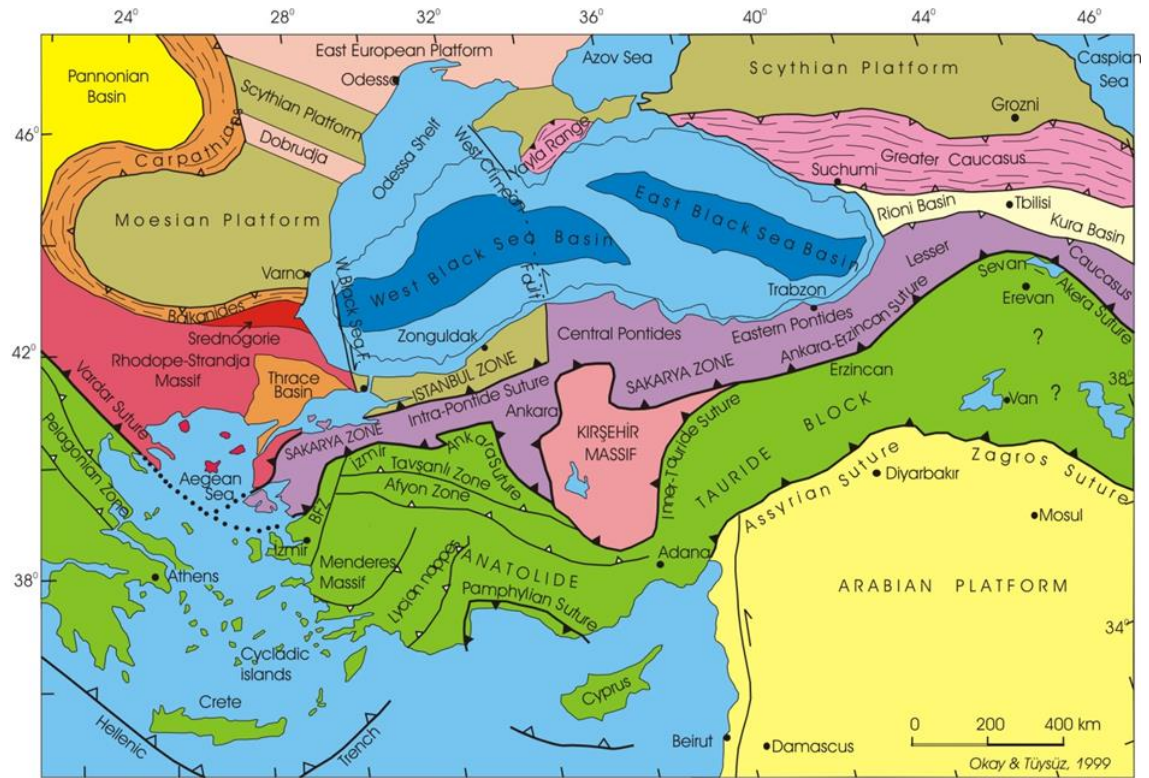 24° 28° 32° 36° 40° 44° 46°
East European Platform
Azov Sea
Scythian Platform
Caspian
Sea
Pannonian
Basin
Odessa
Scythian Platform
Grozni
46°
Carpathians
Dobrudja
Odessa Shelf
West Crimean Fault
Yayla Range
Greater Caucasus
Suchumi
Moesian Platform
Rioni Basin
Tbilisi
Kura Basin
East Black Sea Basin
West Black Sea Basin
Varna
W. Black Sea F.
Lesser
Caucasus
Sevan
Akera Suture
Erevan
Trabzon
Balkanides
Srednogorie
Zonguldak
Central Pontides
Eastern Pontides
Ankara-Erzincan Suture
42°
Rhodope-Strandja
Massif
Thrace
Basin
ISTANBUL ZONE
Intra-Pontide Suture
SAKARYA ZONE
Erzincan
?
38°
Vardar Suture
Pelagonian Zone
SAKARYA ZONE
Ankara
KIRŞEHİR
MASSIF
Van
?
Izmir
Ankara Suture
Tavşanlı Zone
Afyon Zone
Inner-Tauride Suture
TAURIDE
BLOCK
Aegean
Sea
BFZ
Assyrian Suture
Diyarbakır
Zagros Suture
Mosul
İzmir
Menderes
Massif
Lycian nappes
ANATOLIDE
Adana
38°
Athens
Pamphylian Suture
ARABIAN PLATFORM
34°
Cycladic
islands
Crete
Cyprus
Hellenic
Trench
Beirut
Damascus
0 200 400 km
Okay & Tüysüz, 1999